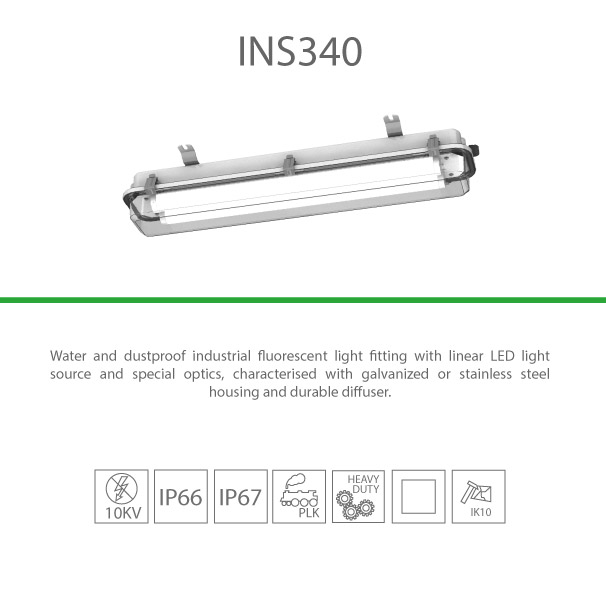 INS340
Water and dustproof industrial fluorescent light fitting with linear LED light
source and special optics, characterised with galvanized or stainless steel
housing and durable diffuser.
10KV
IP66
IP67
PLK
HEAVY
DUTY
IK10